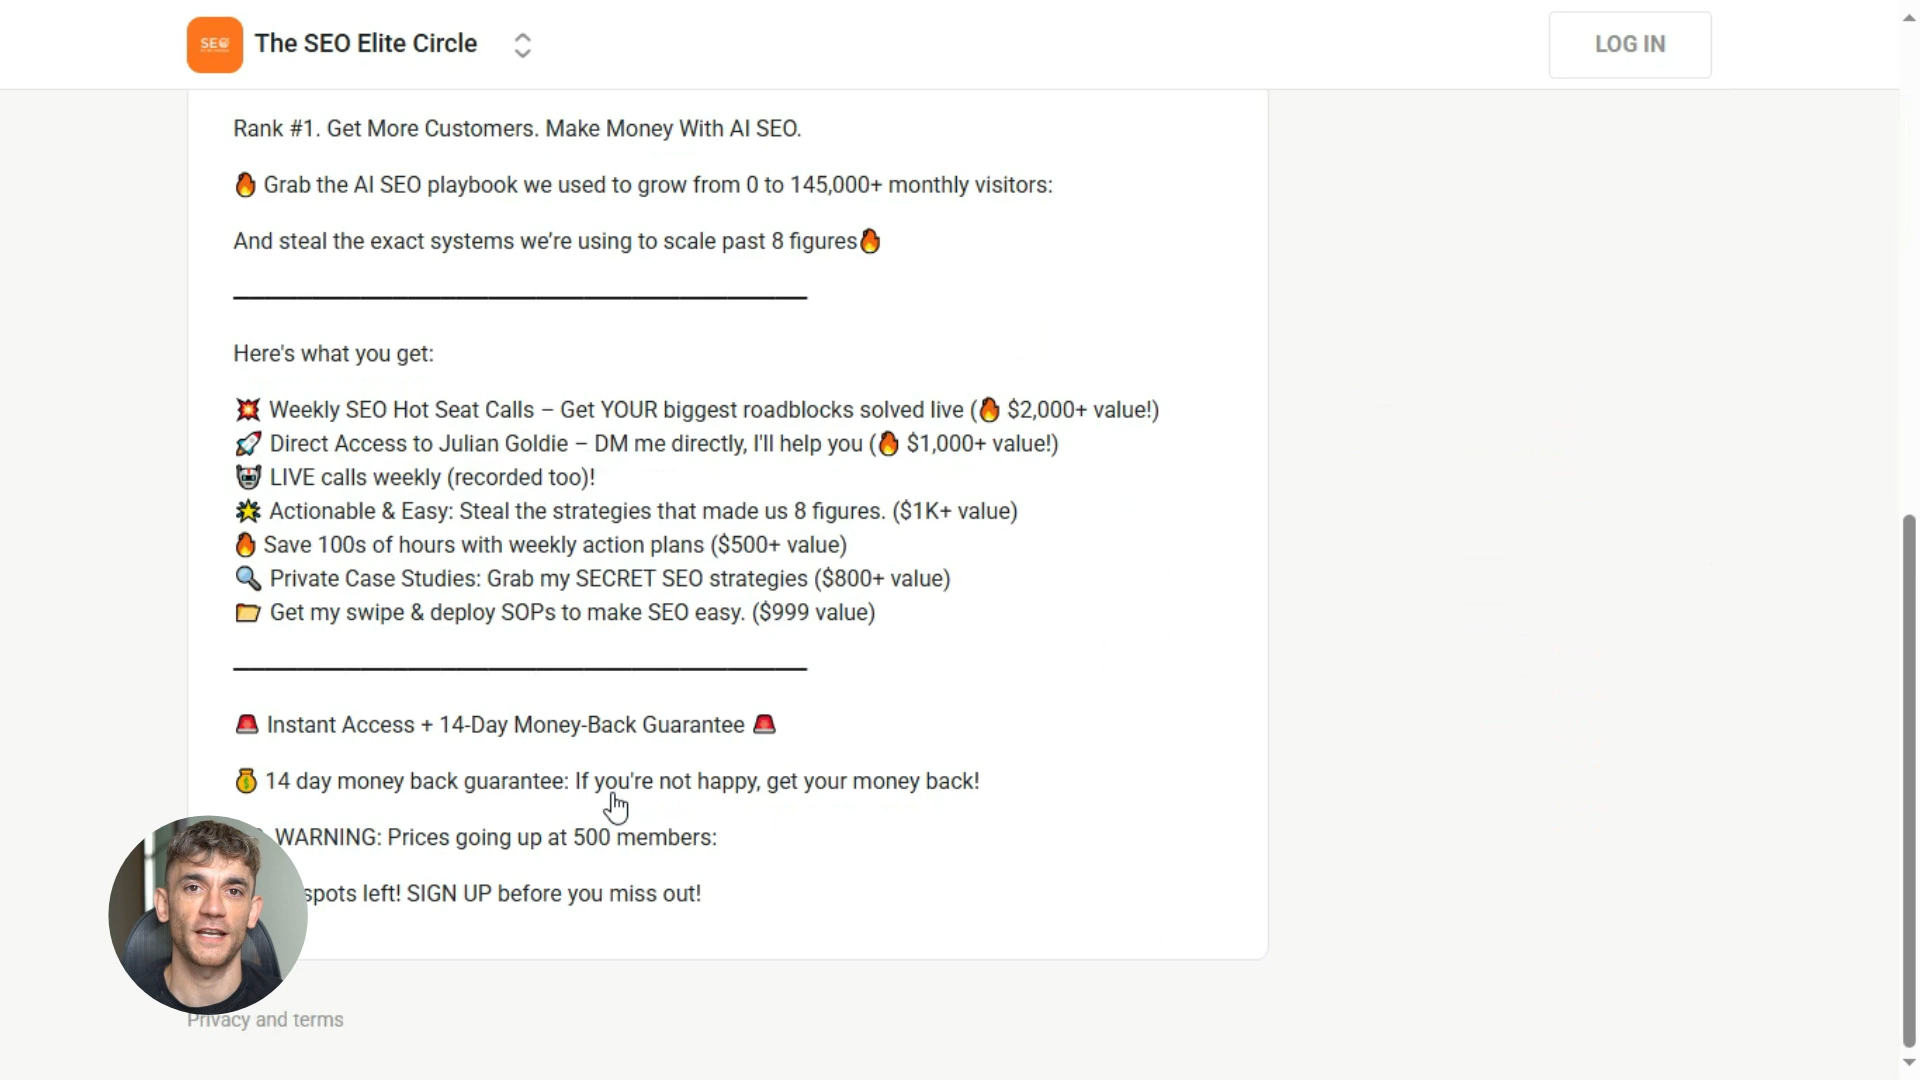 SEO
The SEO Elite Circle
LOG IN
Rank #1. Get More Customers. Make Money With AI SEO.
🔥 Grab the AI SEO playbook we used to grow from 0 to 145,000+ monthly visitors:
And steal the exact systems we’re using to scale past 8 figures🔥
Here's what you get:
💥 Weekly SEO Hot Seat Calls – Get YOUR biggest roadblocks solved live (🔥 $2,000+ value!)
🚀 Direct Access to Julian Goldie – DM me directly, I'll help you (🔥 $1,000+ value!)
🤖 LIVE calls weekly (recorded too)!
🌟 Actionable & Easy: Steal the strategies that made us 8 figures. ($1K+ value)
🔥 Save 100s of hours with weekly action plans ($500+ value)
🔍 Private Case Studies: Grab my SECRET SEO strategies ($800+ value)
📁 Get my swipe & deploy SOPs to make SEO easy. ($999 value)
🚨 Instant Access + 14-Day Money-Back Guarantee 🚨
💰 14 day money back guarantee: If you're not happy, get your money back!
WARNING: Prices going up at 500 members:
spots left! SIGN UP before you miss out!
Privacy and terms